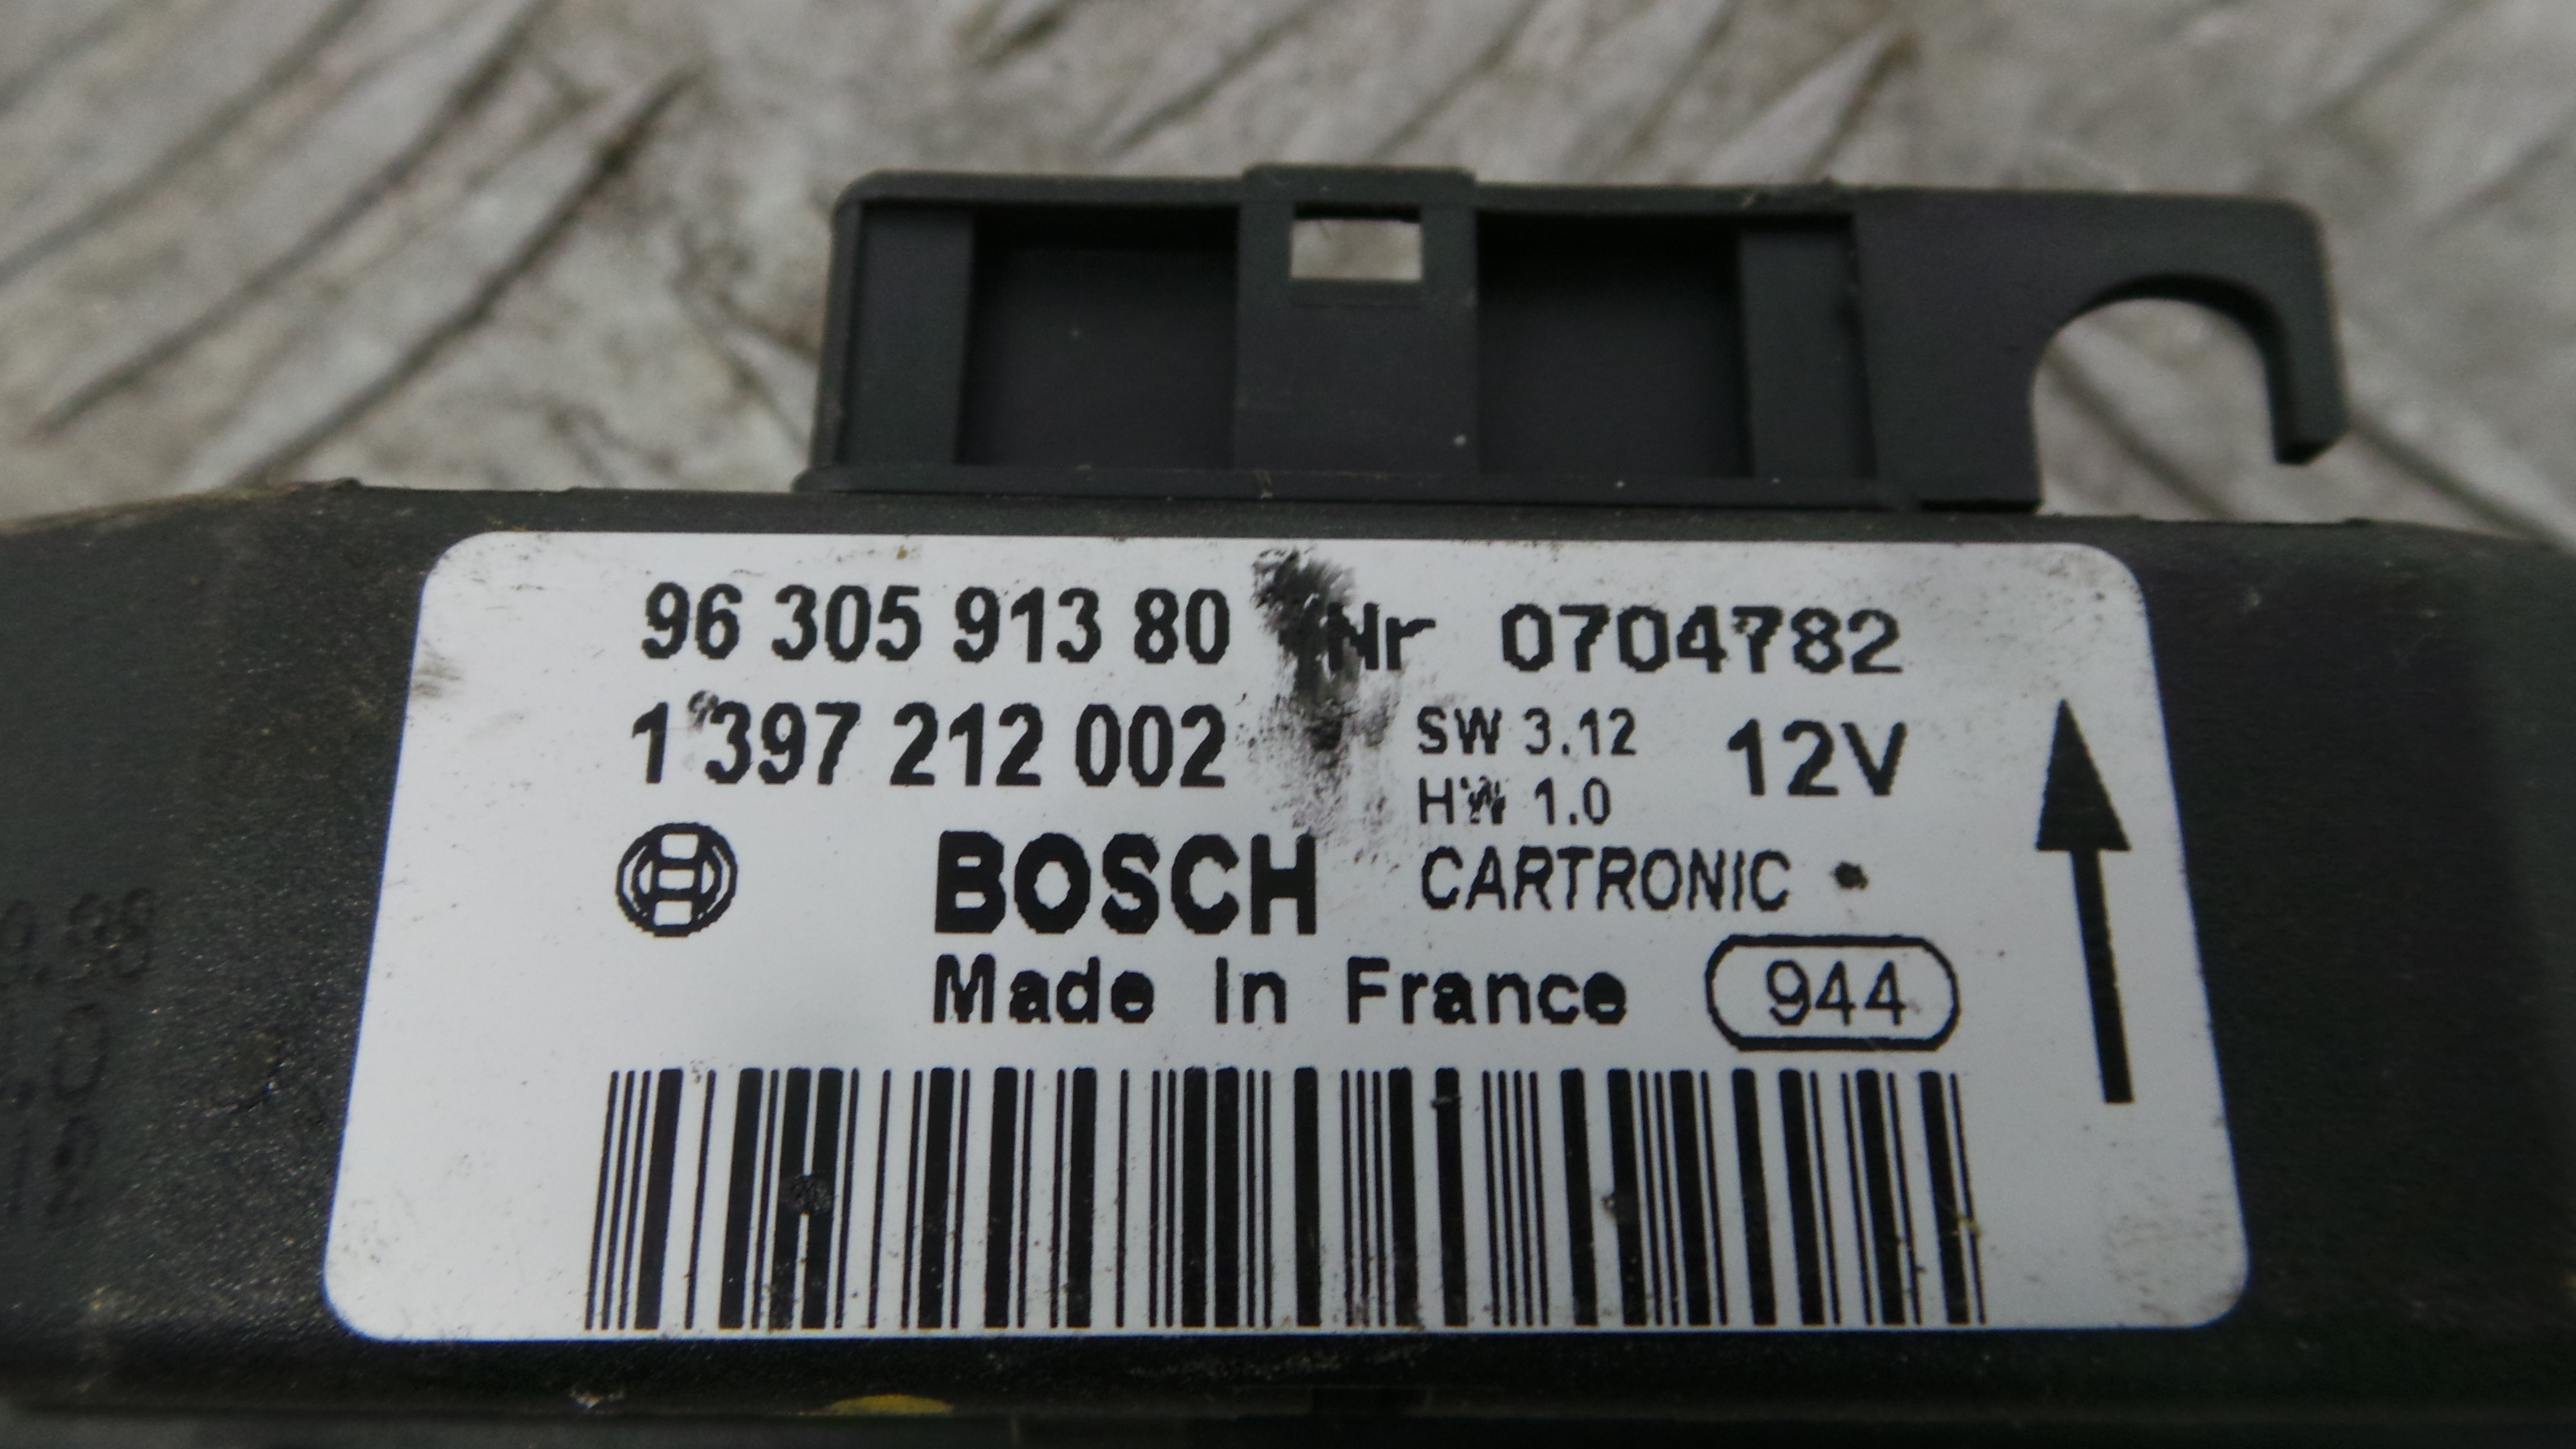 96 305 913 80 Nr 0704782
1 397 212 002 SW 3.12 12V
HW 1.0
BOSCH CARTRONIC
Made in France 944